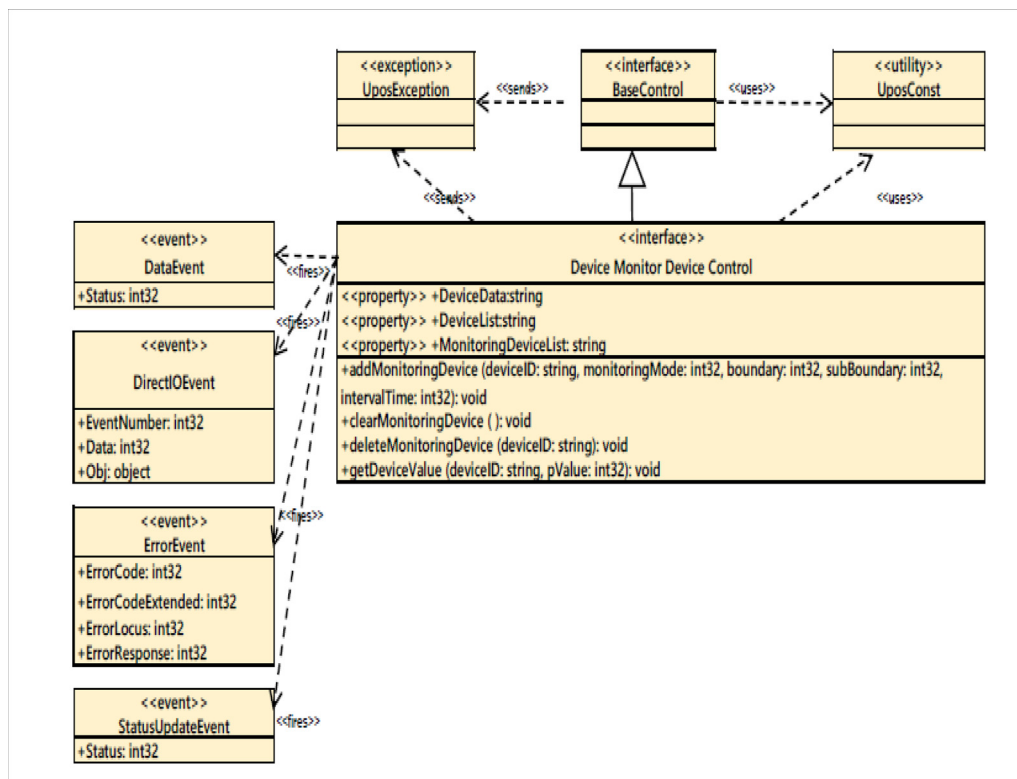 <<exception>>
UposException
<<sends>>
<<interface>>
BaseControl
<<uses>>
<<utility>>
UposConst
<<sends>>
<<uses>>
<<interface>>
Device Monitor Device Control
<<property>> +DeviceData:string
<<property>> +DeviceList:string
<<property>> +MonitoringDeviceList: string
+addMonitoringDevice (deviceID: string, monitoringMode: int32, boundary: int32, subBoundary: int32,
intervalTime: int32): void
+clearMonitoringDevice ( ): void
+deleteMonitoringDevice (deviceID: string): void
+getDeviceValue (deviceID: string, pValue: int32): void
<<event>>
DataEvent
+Status: int32
<<fires>>
<<event>>
DirectIOEvent
+EventNumber: int32
+Data: int32
+Obj: object
<<fires>>
<<event>>
ErrorEvent
+ErrorCode: int32
+ErrorCodeExtended: int32
+ErrorLocus: int32
+ErrorResponse: int32
<<fires>>
<<event>>
StatusUpdateEvent
+Status: int32
<<fires>>